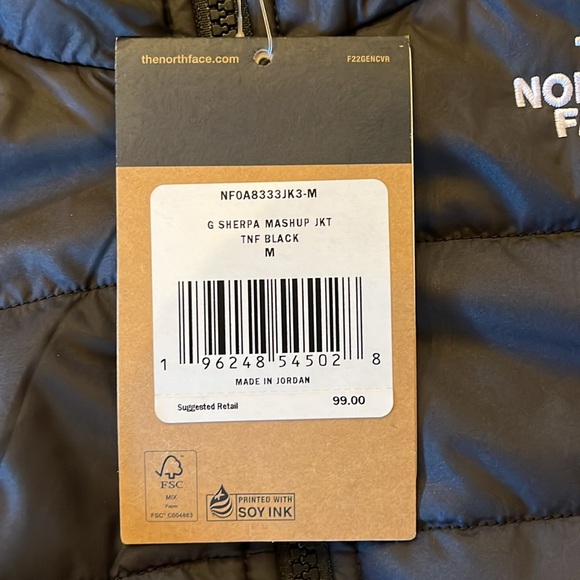 thenorthface.com
F22GENCVR
NF0A8333JK3-M
G SHERPA MASHUP JKT
TNF BLACK
M
1 96248 54502 8
MADE IN JORDAN
Suggested Retail 99.00
FSC
MIX
Paper
PRINTED WITH
SOY INK